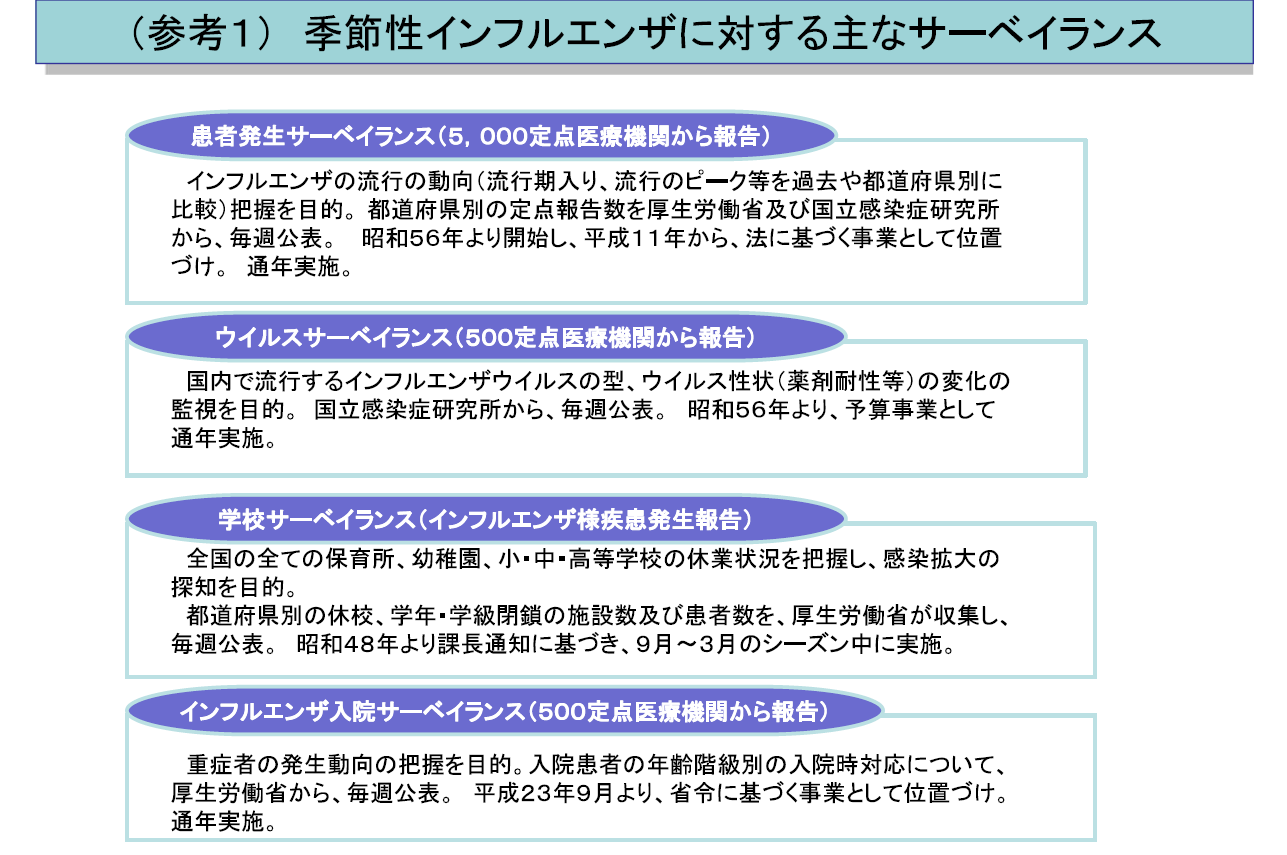 （参考１）　季節性インフルエンザに対する主なサーベイランス
患者発生サーベイランス（５，０００定点医療機関から報告）
インフルエンザの流行の動向（流行期入り、流行のピーク等を過去や都道府県別に
比較）把握を目的。 都道府県別の定点報告数を厚生労働省及び国立感染症研究所
から、毎週公表。　昭和５６年より開始し、平成１１年から、法に基づく事業として位置
づけ。　通年実施。
ウイルスサーベイランス（５００定点医療機関から報告）
国内で流行するインフルエンザウイルスの型、ウイルス性状（薬剤耐性等）の変化の
監視を目的。　国立感染症研究所から、毎週公表。　昭和５６年より、予算事業として
通年実施。
学校サーベイランス（インフルエンザ様疾患発生報告）
全国の全ての保育所、幼稚園、小・中・高等学校の休業状況を把握し、感染拡大の
探知を目的。
都道府県別の休校、学年・学級閉鎖の施設数及び患者数を、厚生労働省が収集し、
毎週公表。　昭和４８年より課長通知に基づき、９月～３月のシーズン中に実施。
インフルエンザ入院サーベイランス（５００定点医療機関から報告）
重症者の発生動向の把握を目的。入院患者の年齢階級別の入院時対応について、
厚生労働省から、毎週公表。　平成２３年９月より、省令に基づく事業として位置づけ。
通年実施。